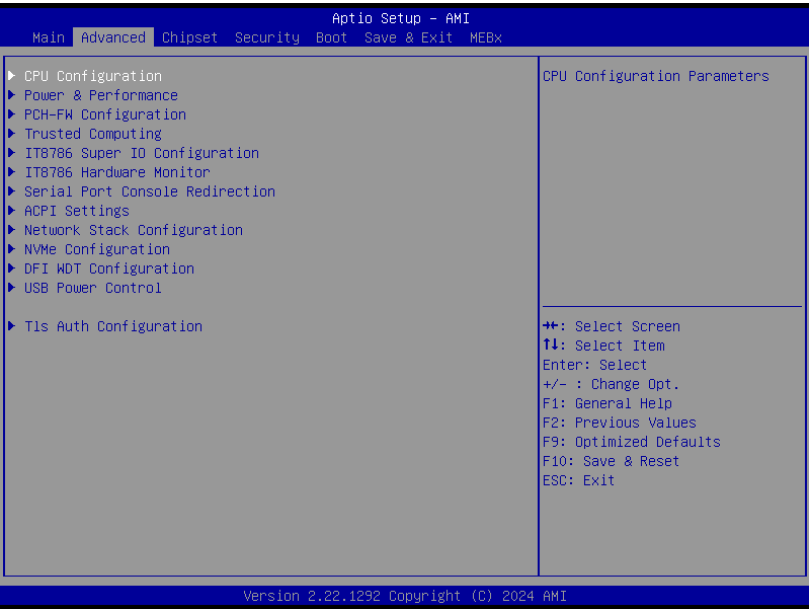 Aptio Setup – AMI
Main Advanced Chipset Security Boot Save & Exit MEBx
CPU Configuration
Power & Performance
PCH-FW Configuration
Trusted Computing
IT8786 Super IO Configuration
IT8786 Hardware Monitor
Serial Port Console Redirection
ACPI Settings
Network Stack Configuration
NVMe Configuration
DFI WDT Configuration
USB Power Control
Tls Auth Configuration
CPU Configuration Parameters
→←: Select Screen
↑↓: Select Item
Enter: Select
+/- : Change Opt.
F1: General Help
F2: Previous Values
F9: Optimized Defaults
F10: Save & Reset
ESC: Exit
Version 2.22.1292 Copyright (C) 2024 AMI